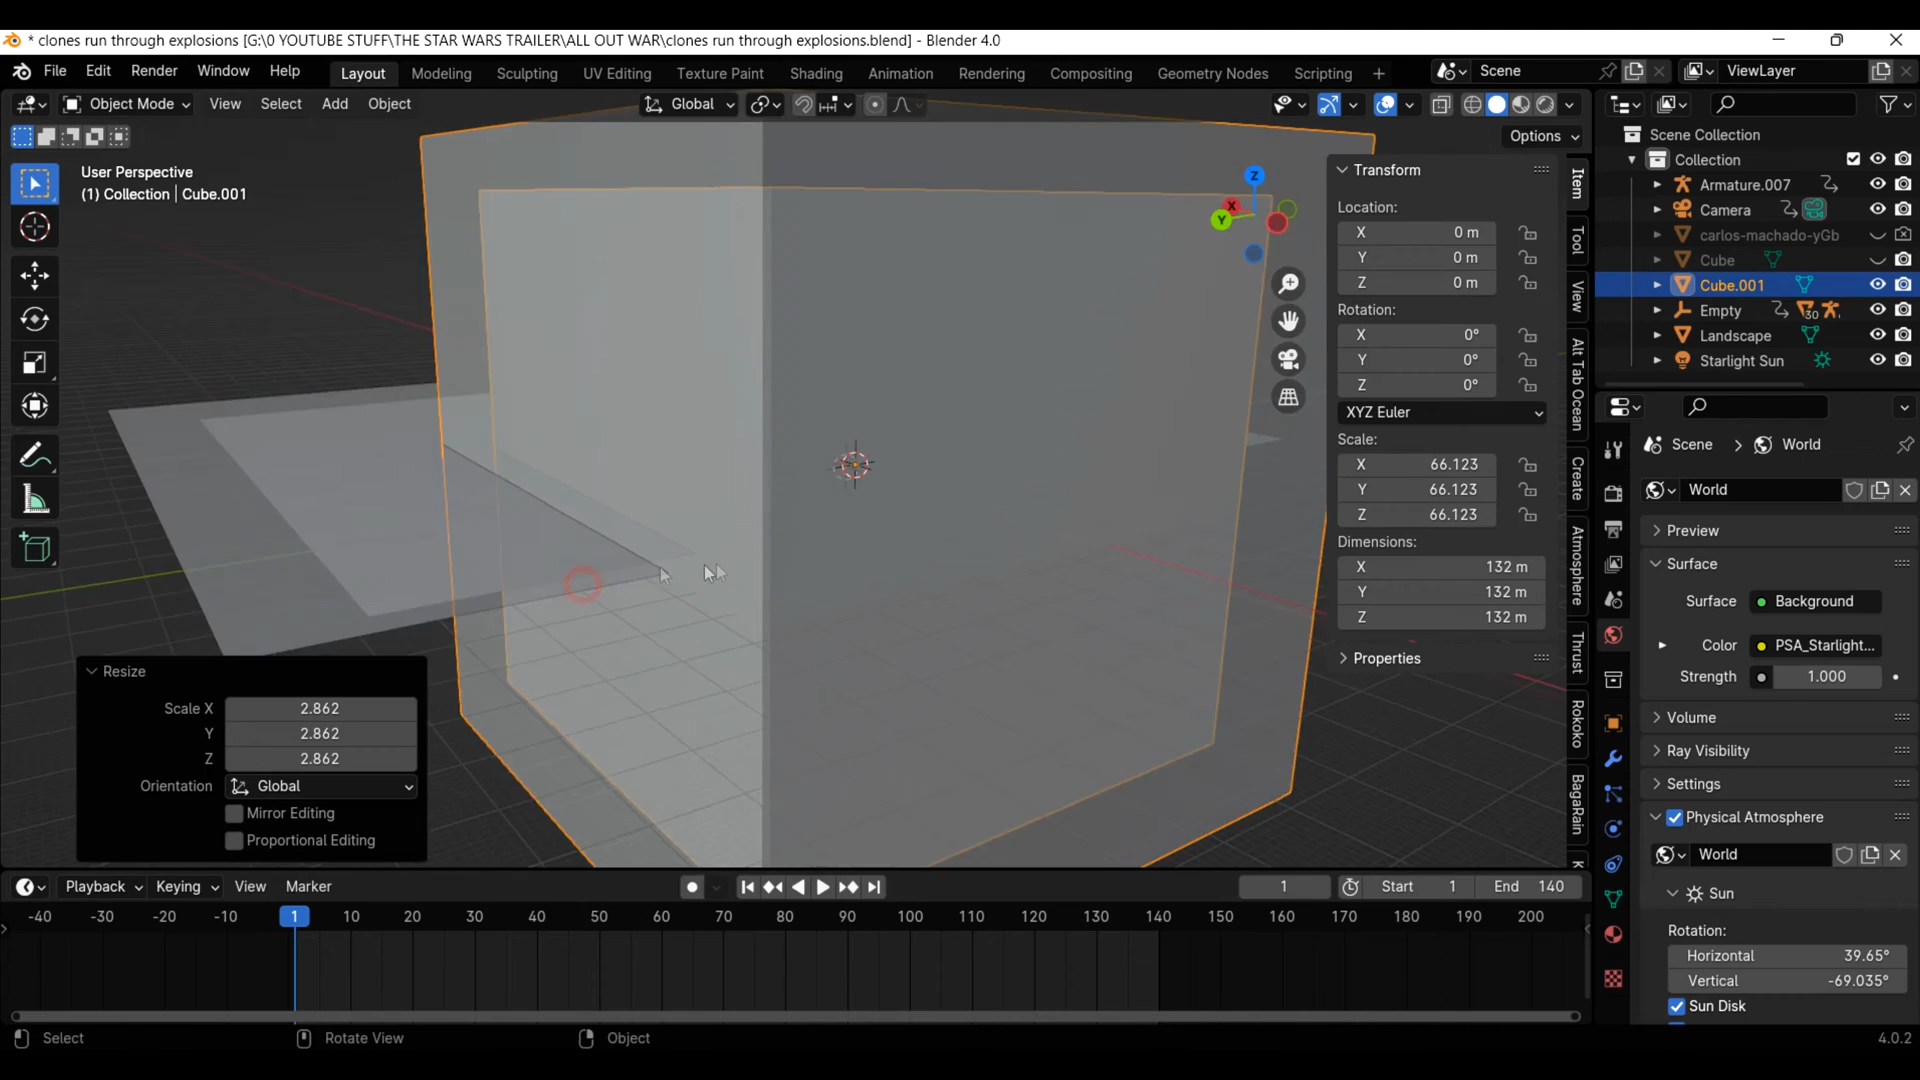 * clones run through explosions [G:\0 YOUTUBE STUFF\THE STAR WARS TRAILER\ALL OUT WAR\clones run through explosions.blend] - Blender 4.0
File Edit Render Window Help Layout Modeling Sculpting UV Editing Texture Paint Shading Animation Rendering Compositing Geometry Nodes Scripting + Scene ViewLayer
Object Mode View Select Add Object Global
Options
User Perspective
(1) Collection | Cube.001
Z
X
Y
Transform
Location:
X 0 m
Y 0 m
Z 0 m
Rotation:
X 0°
Y 0°
Z 0°
XYZ Euler
Scale:
X 66.123
Y 66.123
Z 66.123
Dimensions:
X 132 m
Y 132 m
Z 132 m
Properties
Item
Tool
View
Alt Tab Ocean
Create
Atmosphere
Thrust
Rokoko
BagaRain
K
Scene Collection
Collection
Armature.007
Camera
carlos-machado-yGb
Cube
Cube.001
Empty 30
Landscape
Starlight Sun
Scene > World
World
Preview
Surface
Surface Background
Color PSA_Starlight...
Strength 1.000
Volume
Ray Visibility
Settings
Physical Atmosphere
World
Sun
Rotation:
Horizontal 39.65°
Vertical -69.035°
Sun Disk
Resize
Scale X 2.862
Y 2.862
Z 2.862
Orientation Global
Mirror Editing
Proportional Editing
Playback Keying View Marker 1 Start 1 End 140
-40 -30 -20 -10 1 10 20 30 40 50 60 70 80 90 100 110 120 130 140 150 160 170 180 190 200
Select Rotate View Object 4.0.2